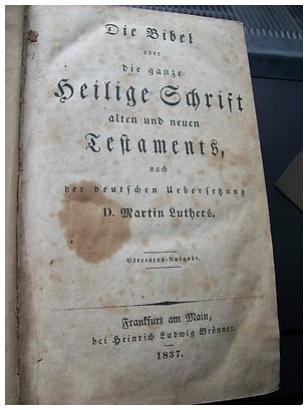 Die Bibel
oder
die ganze
Heilige Schrift
alten und neuen
Teſtaments,
nach
der deutſchen Ueberſetzung
D. Martin Luthers.
Stereotyp-Ausgabe.
Frankfurt am Main,
bei Heinrich Ludwig Brönner.
1837.